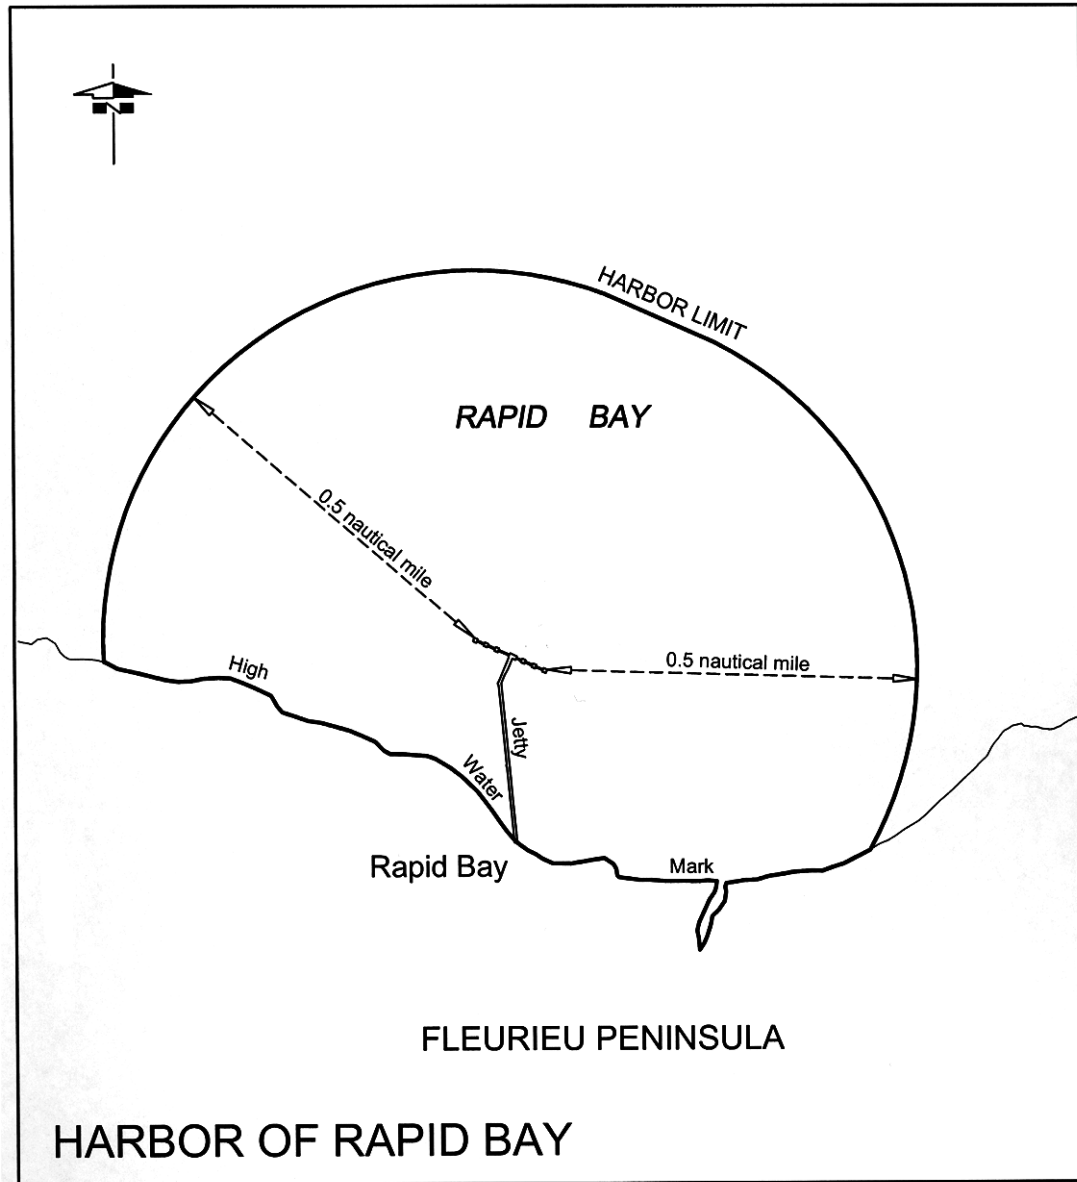 N
HARBOR LIMIT
RAPID BAY
0.5 nautical mile
0.5 nautical mile
High
Jetty
Water
Rapid Bay
Mark
FLEURIEU PENINSULA
HARBOR OF RAPID BAY